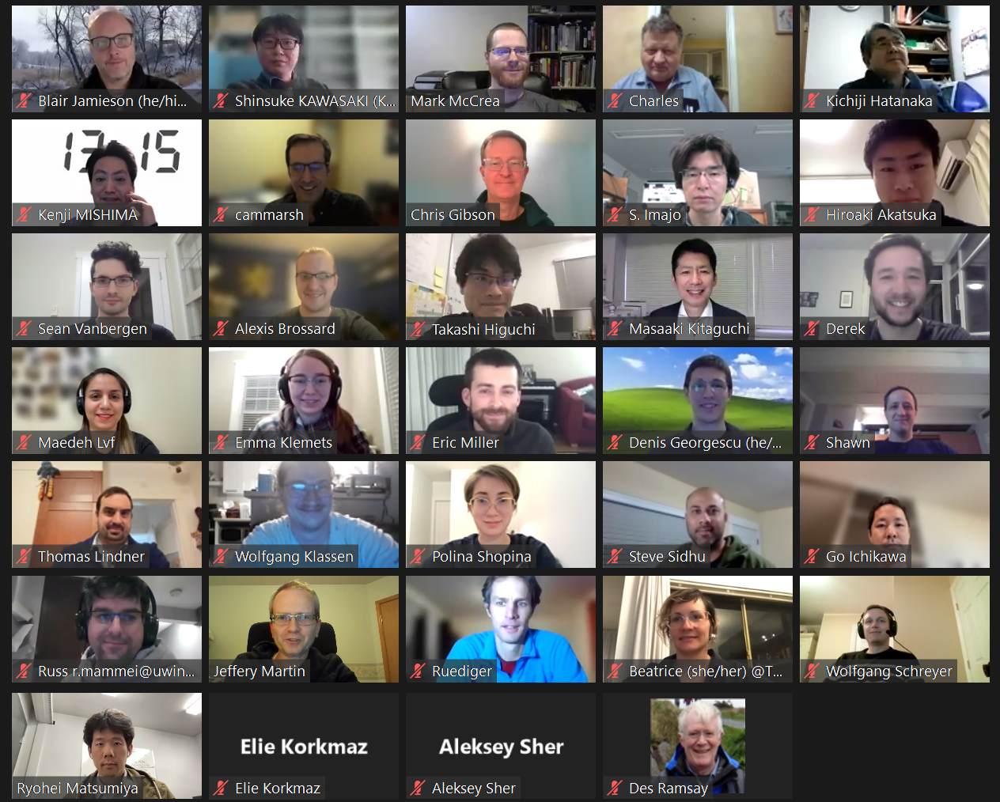 Blair Jamieson (he/hi...
Shinsuke KAWASAKI (K...
Mark McCrea
Charles
Kichiji Hatanaka
13:15
Kenji MISHIMA
cammarsh
Chris Gibson
S. Imajo
Hiroaki Akatsuka
Sean Vanbergen
Alexis Brossard
Takashi Higuchi
Masaaki Kitaguchi
Derek
Maedeh Lvf
Emma Klemets
Eric Miller
Denis Georgescu (he/...
Shawn
Thomas Lindner
Wolfgang Klassen
Polina Shopina
Steve Sidhu
Go Ichikawa
Russ r.mammei@uwin...
Jeffery Martin
Ruediger
Beatrice (she/her) @T...
Wolfgang Schreyer
Ryohei Matsumiya
Elie Korkmaz
Elie Korkmaz
Aleksey Sher
Aleksey Sher
Des Ramsay